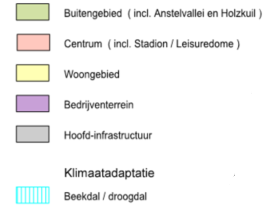 Buitengebied ( incl. Anstelvallei en Holzkuil )
Centrum ( incl. Stadion / Leisuredome )
Woongebied
Bedrijventerrein
Hoofd-infrastructuur
Klimaatadaptatie
Beekdal / droogdal